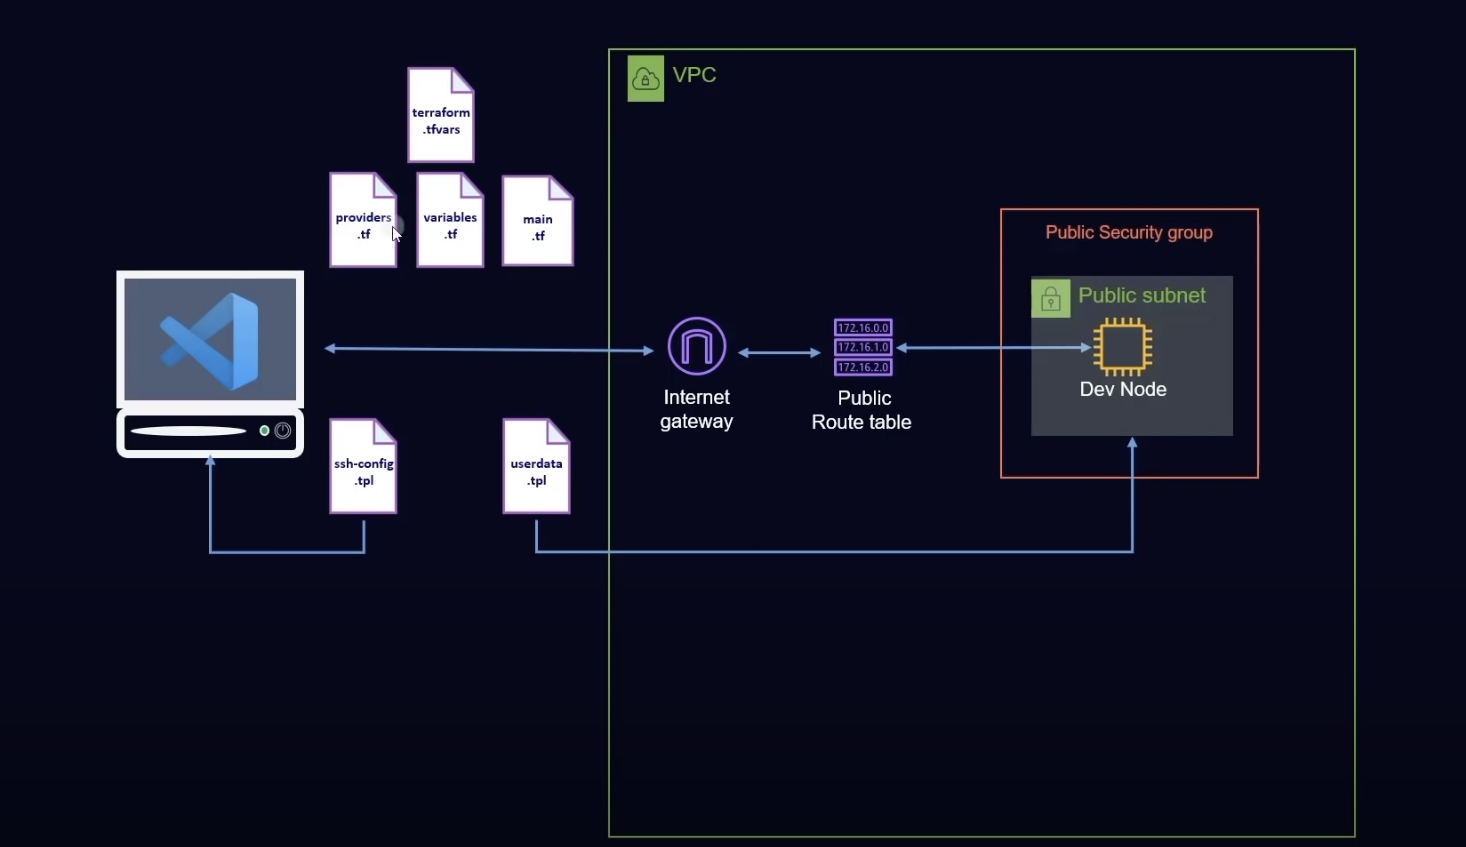 VPC
terraform
.tfvars
providers
.tf
variables
.tf
main
.tf
Public Security group
Public subnet
172.16.0.0
172.16.1.0
172.16.2.0
Dev Node
Internet
gateway
Public
Route table
ssh-config
.tpl
userdata
.tpl